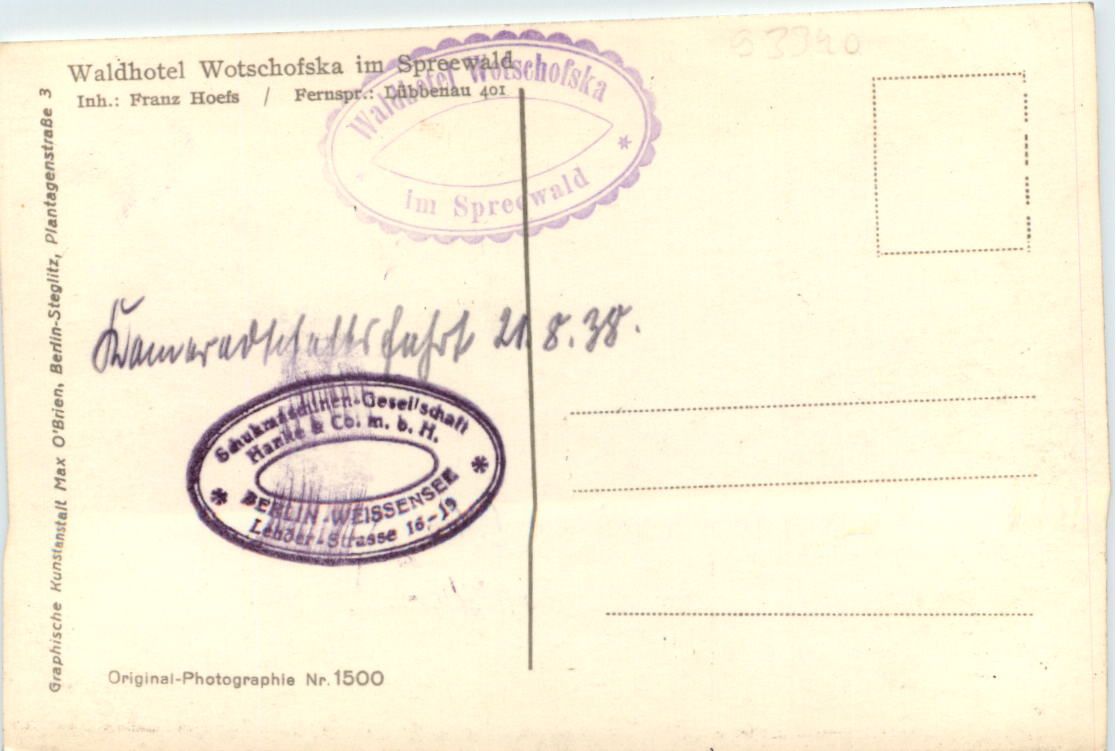 53340
Waldhotel Wotschofska im Spreewald
Inh.: Franz Hoefs / Fernspr.: Lübbenau 401
Waldhotel Wotschofska
im Spreewald
Graphische Kunstanstalt Max O'Brien, Berlin-Steglitz, Plantagenstraße 3
Kameradschaftsfahrt 21.8.38.
Schuhmaschinen-Gesellschaft
Hanke & Co. m. b. H.
BERLIN-WEISSENSEE
Lehder-Strasse 16-19
Original-Photographie Nr. 1500